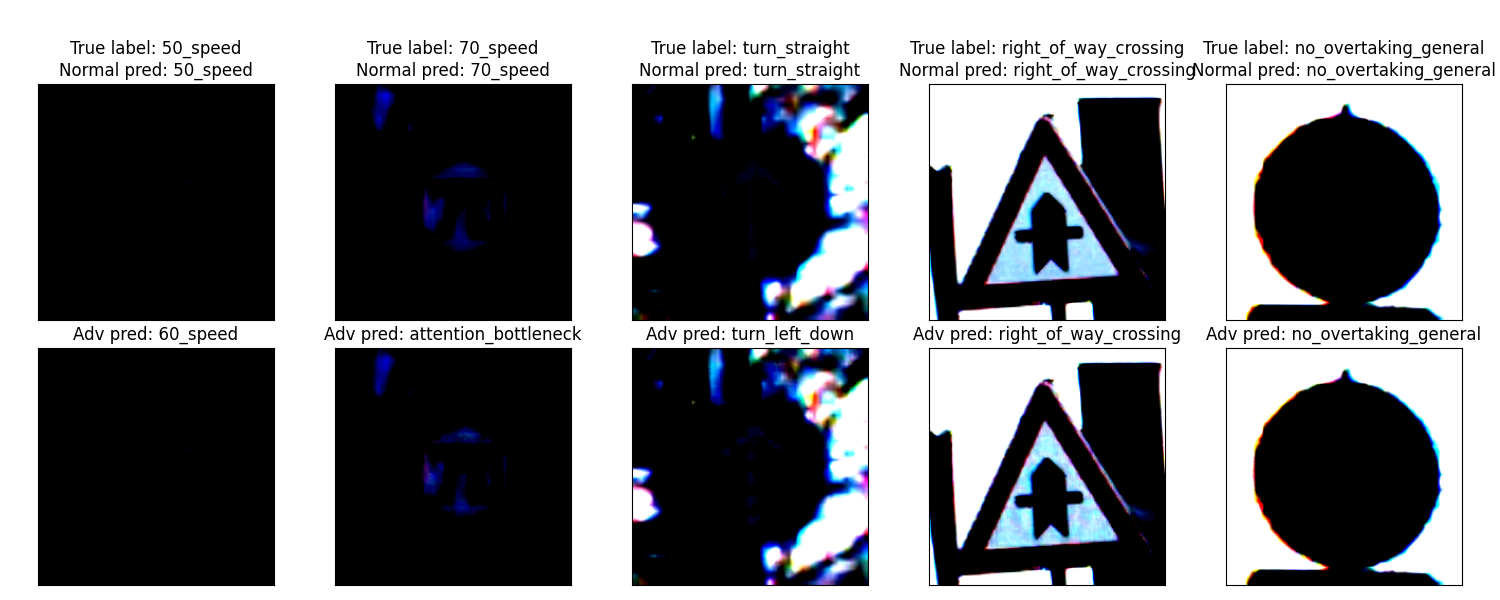 True label: 50_speed
Normal pred: 50_speed
True label: 70_speed
Normal pred: 70_speed
True label: turn_straight
Normal pred: turn_straight
True label: right_of_way_crossing
Normal pred: right_of_way_crossing
True label: no_overtaking_general
Normal pred: no_overtaking_general
Adv pred: 60_speed
Adv pred: attention_bottleneck
Adv pred: turn_left_down
Adv pred: right_of_way_crossing
Adv pred: no_overtaking_general